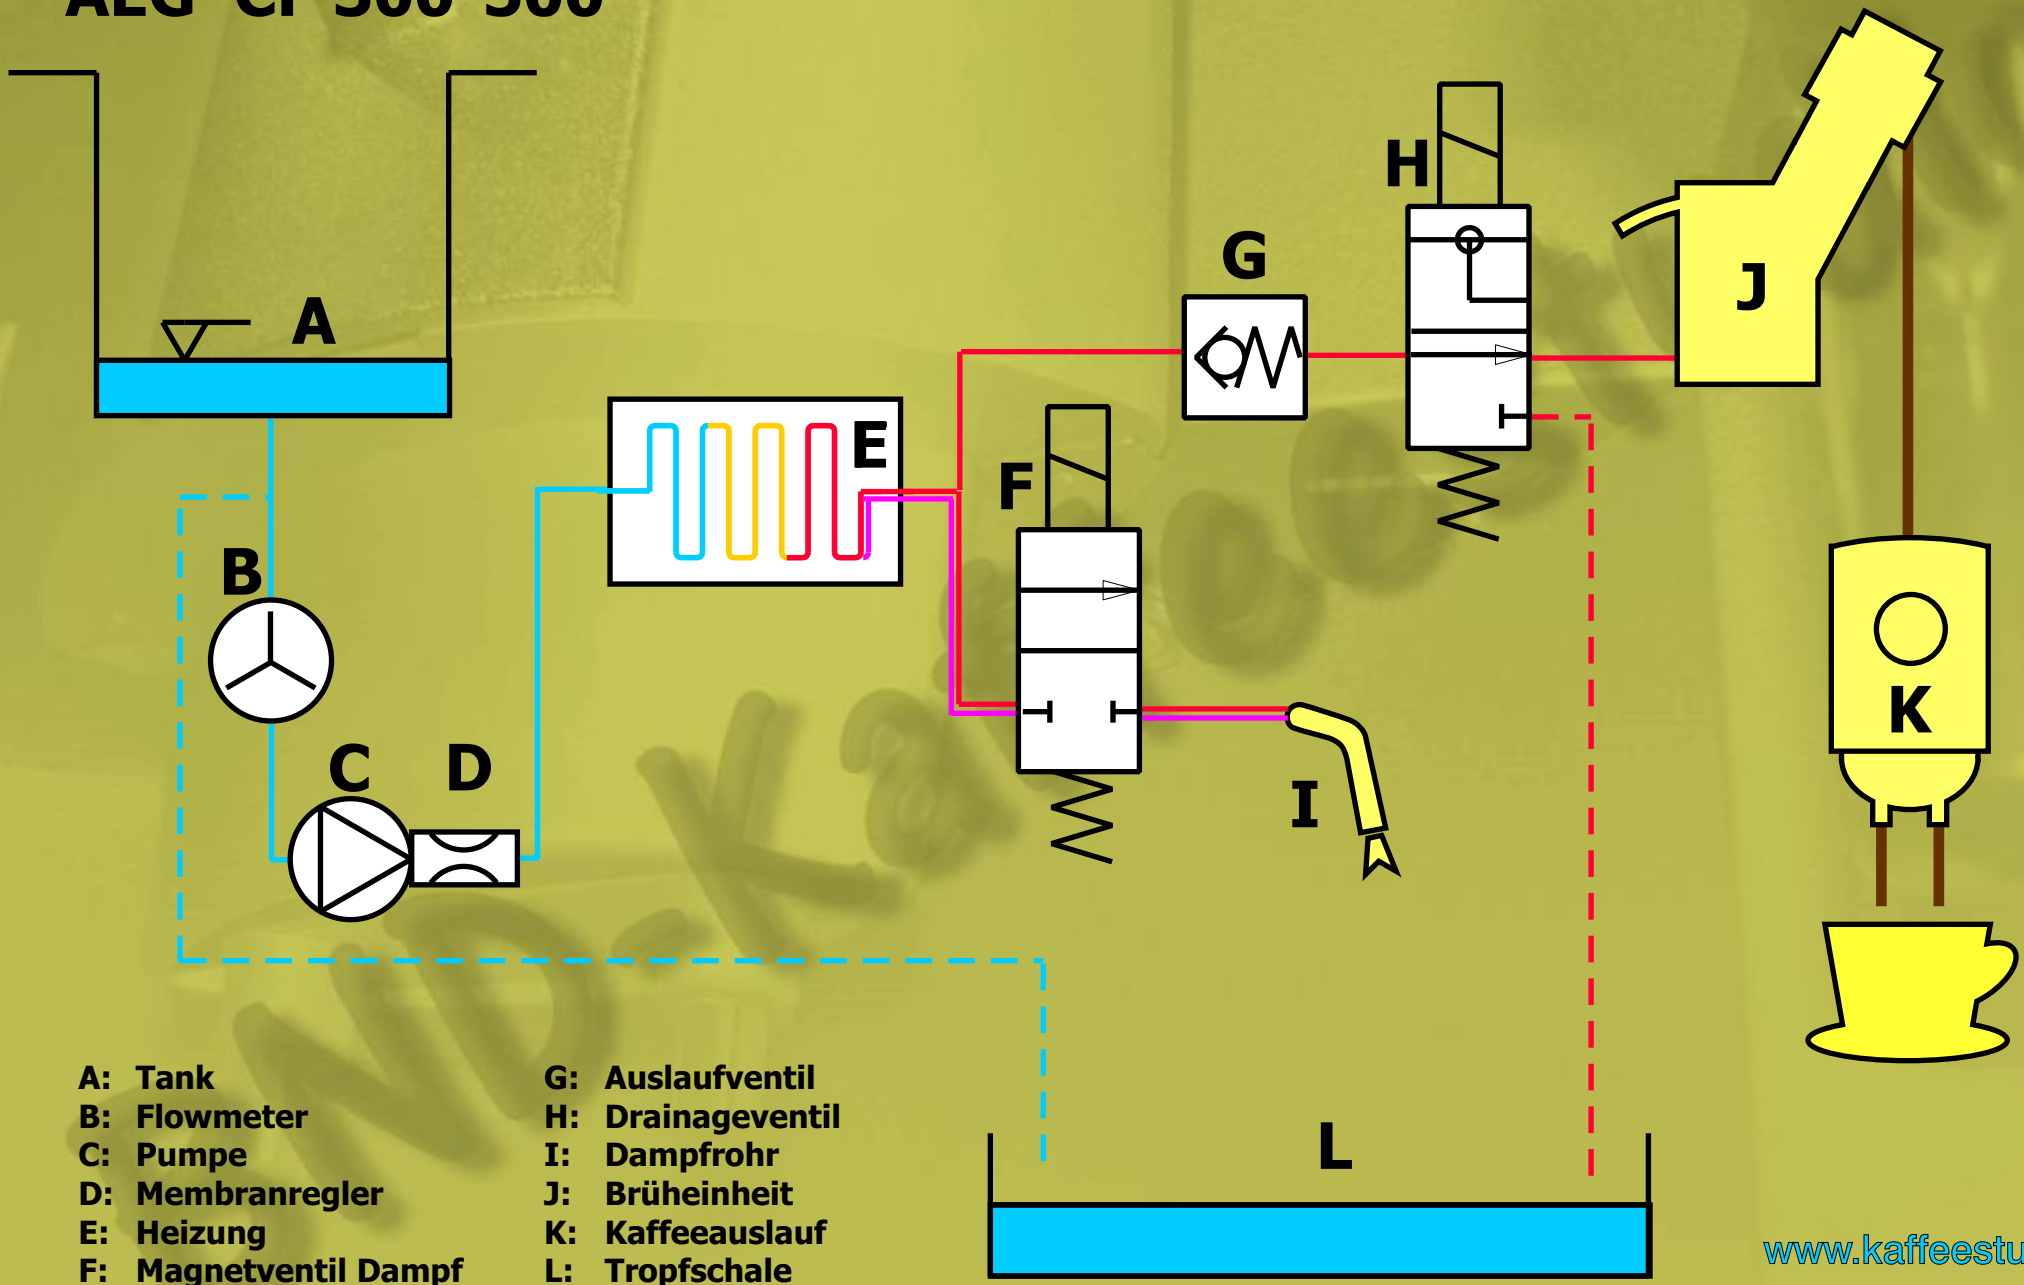 H
G
J
A
E
F
B
K
C D
I
L
A: Tank
B: Flowmeter
C: Pumpe
D: Membranregler
E: Heizung
F: Magnetventil Dampf
G: Auslaufventil
H: Drainageventil
I: Dampfrohr
J: Brüheinheit
K: Kaffeeauslauf
L: Tropfschale